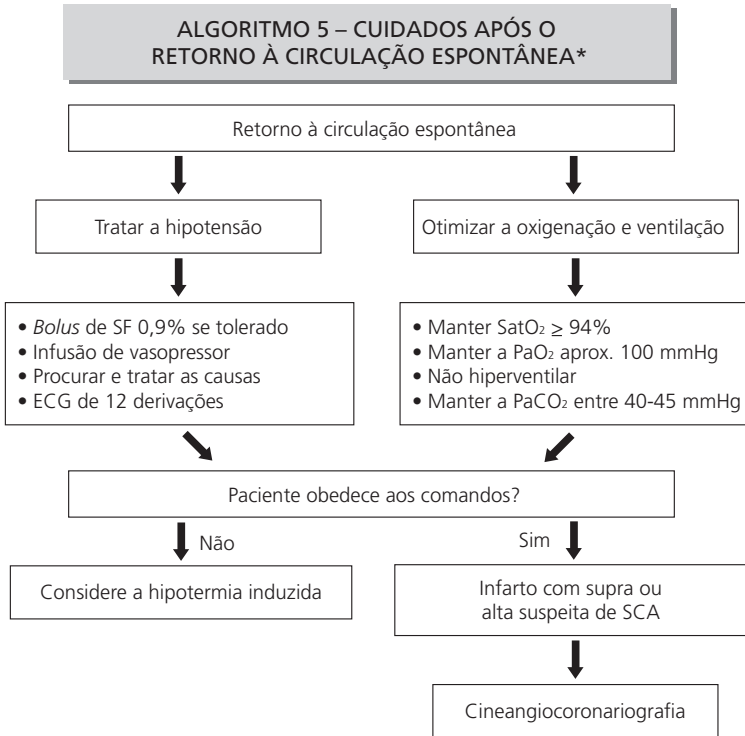 ALGORITMO 5 – CUIDADOS APÓS O
RETORNO À CIRCULAÇÃO ESPONTÂNEA*
Retorno à circulação espontânea
Tratar a hipotensão
Otimizar a oxigenação e ventilação
• Bolus de SF 0,9% se tolerado
• Infusão de vasopressor
• Procurar e tratar as causas
• ECG de 12 derivações
• Manter SatO₂ ≥ 94%
• Manter a PaO₂ aprox. 100 mmHg
• Não hiperventilar
• Manter a PaCO₂ entre 40-45 mmHg
Paciente obedece aos comandos?
Não
Sim
Considere a hipotermia induzida
Infarto com supra ou
alta suspeita de SCA
Cineangiocoronariografia